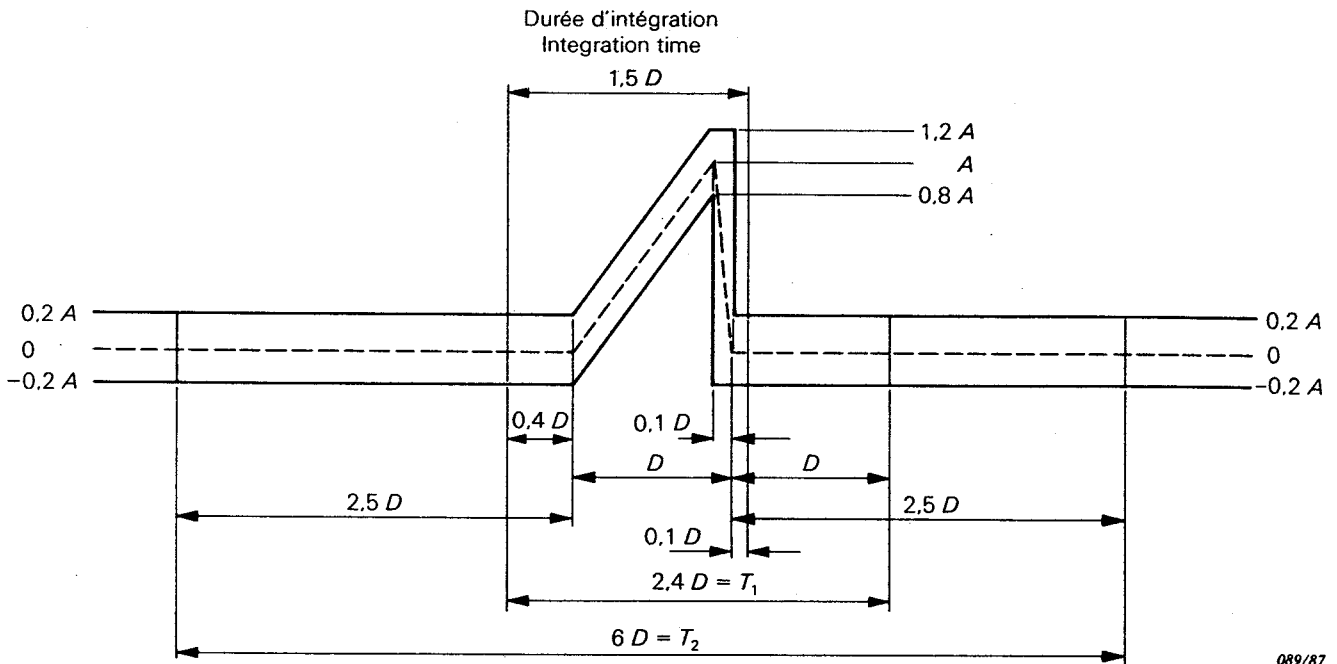 Durée d'intégration
Integration time
1,5 D
1,2 A
A
0,8 A
0,2 A
0
−0,2 A
0,2 A
0
−0,2 A
0,4 D
0,1 D
D
D
2,5 D
2,5 D
0,1 D
2,4 D = T₁
6 D = T₂
089/87